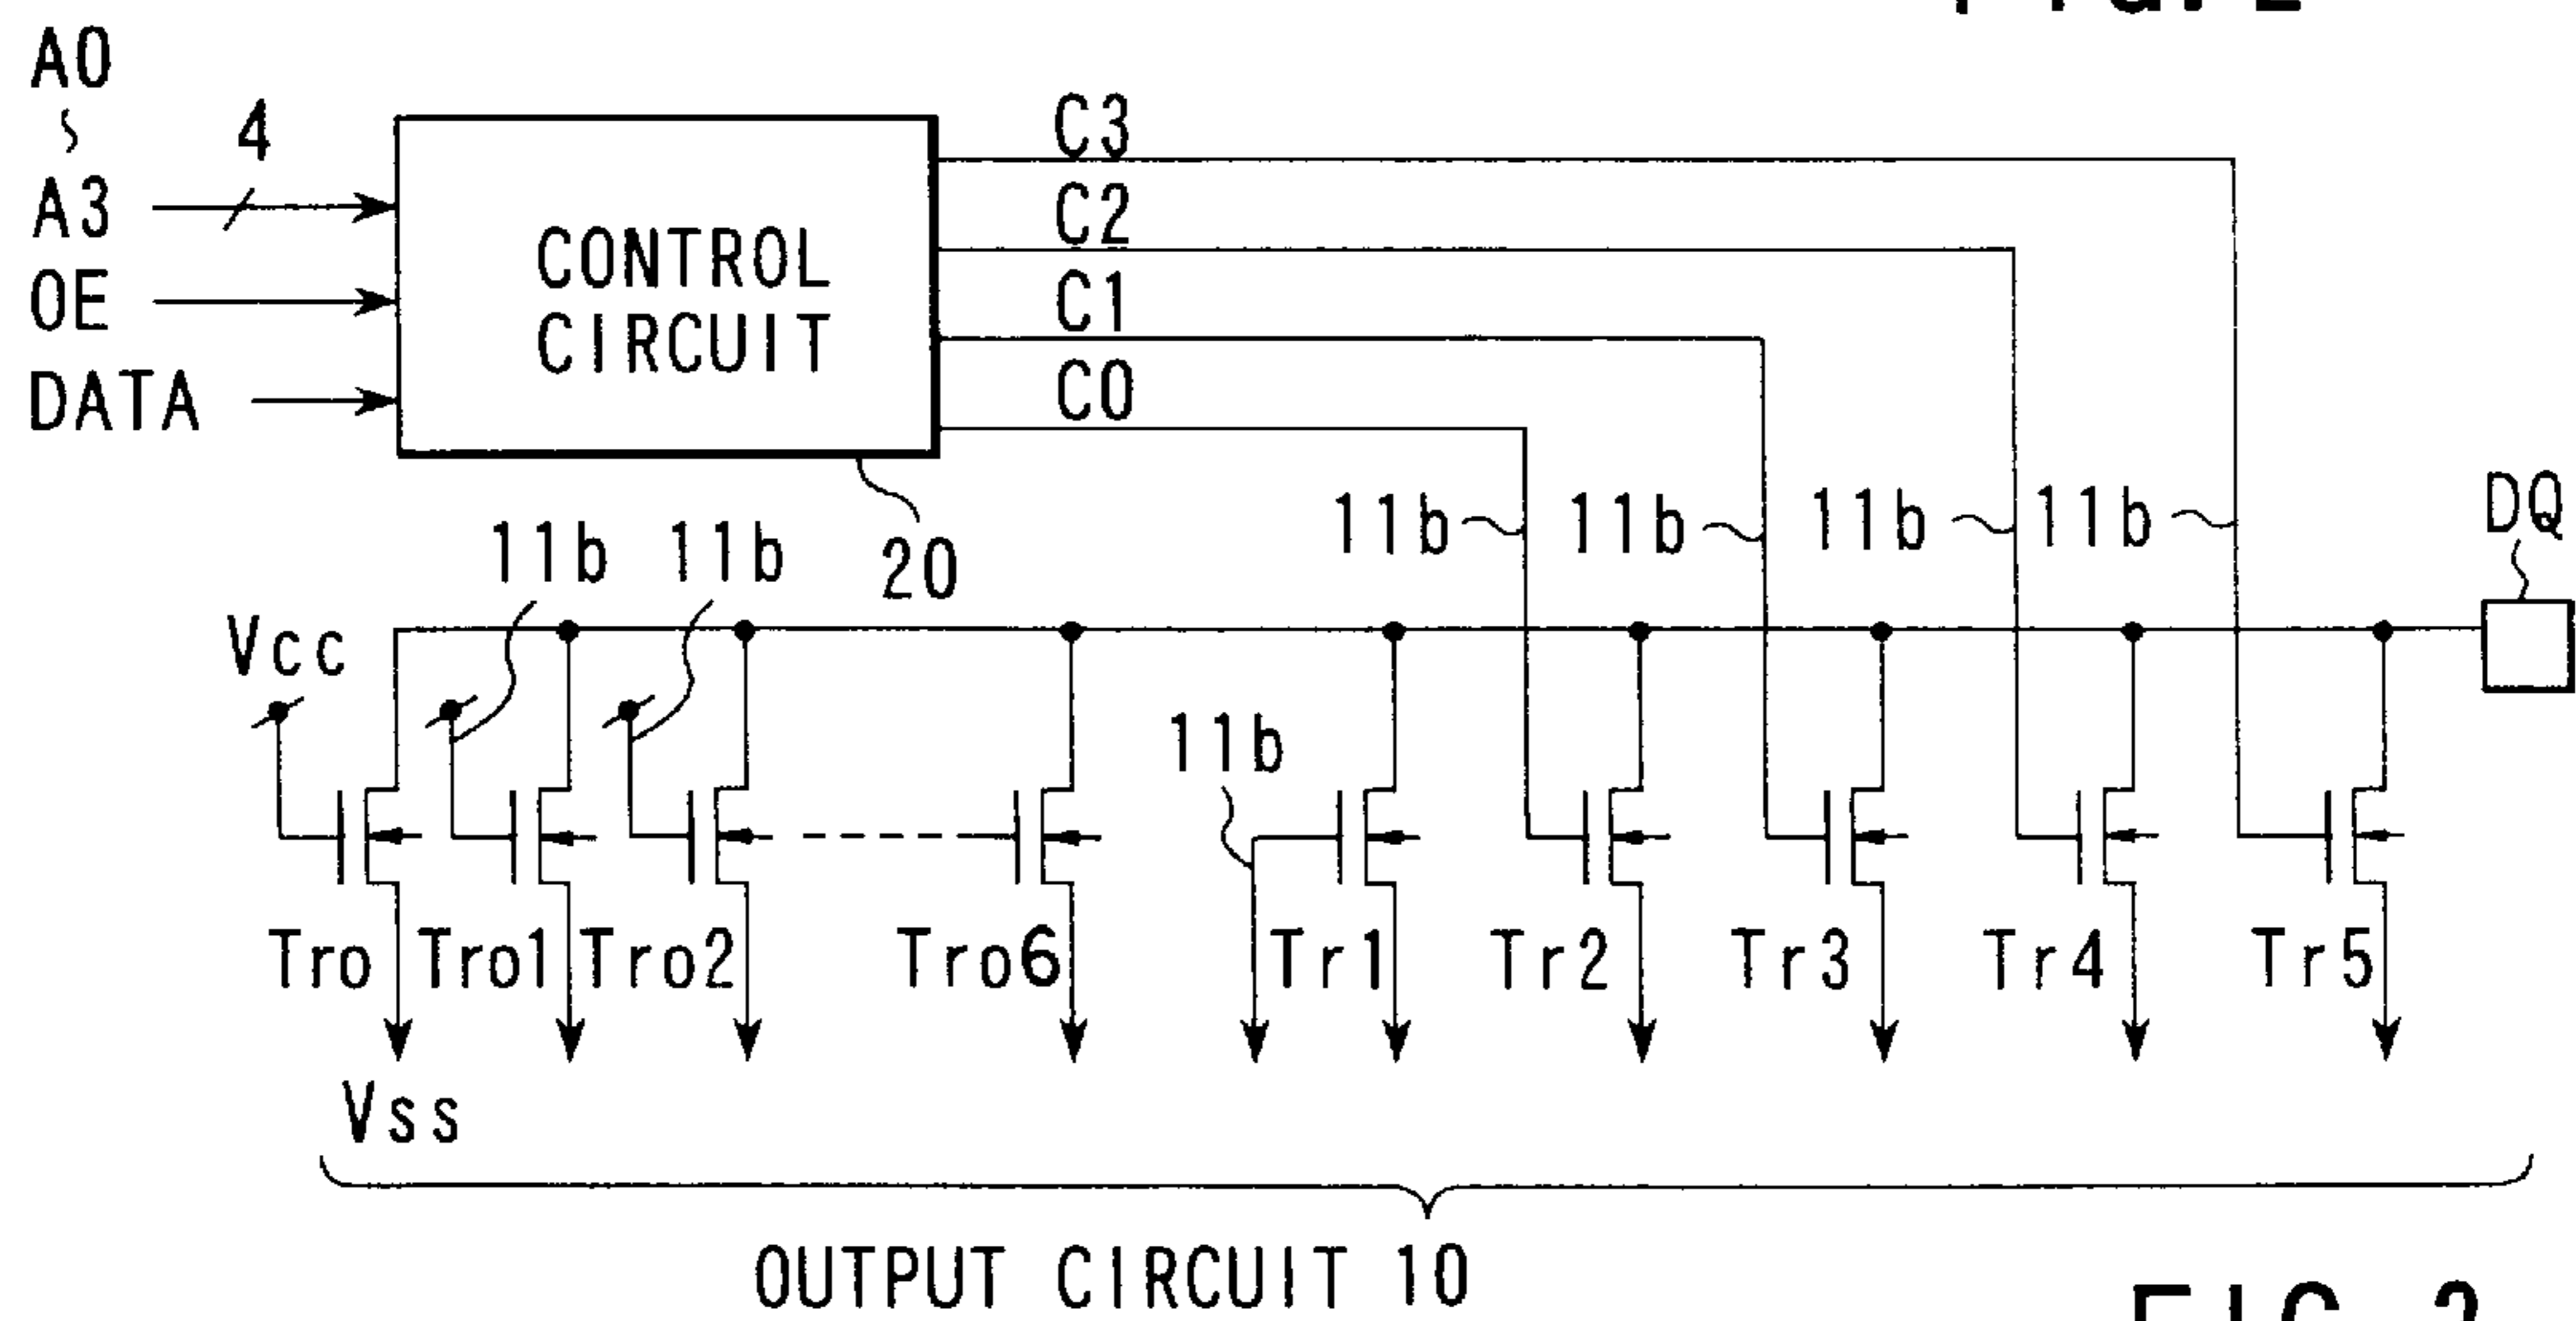 A0
~
A3
4
OE
DATA
CONTROL
CIRCUIT
C3
C2
C1
C0
20
11b 11b 11b 11b
DQ
11b 11b
Vcc
11b
Tro Tro1 Tro2 Tro6 Tr1 Tr2 Tr3 Tr4 Tr5
Vss
OUTPUT CIRCUIT 10